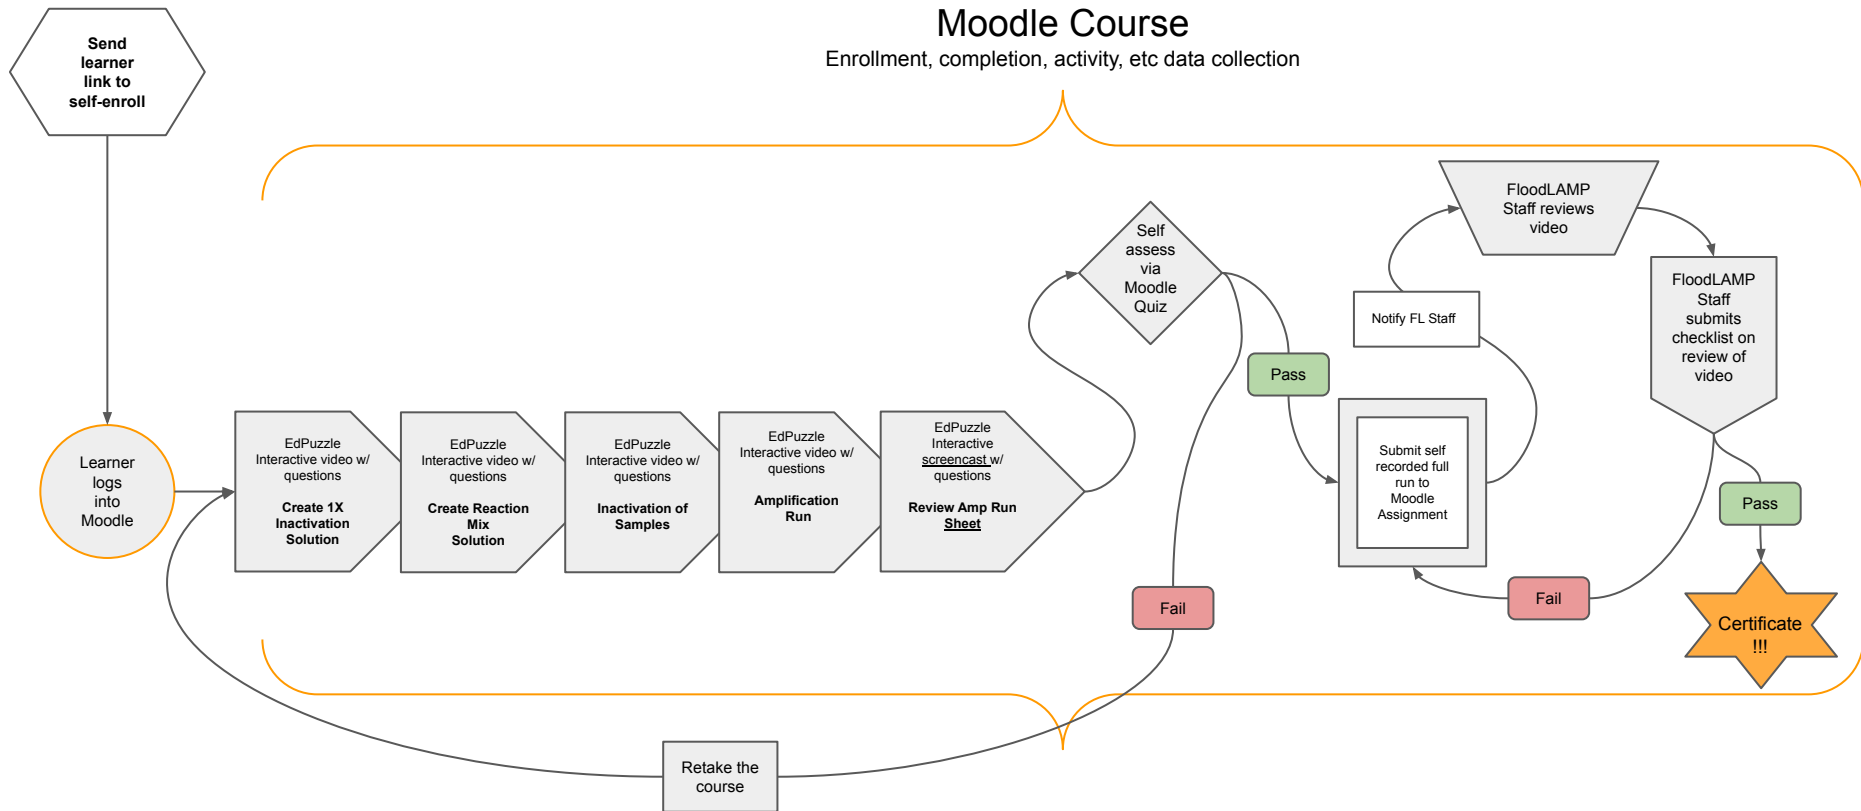 Moodle Course
Enrollment, completion, activity, etc data collection
Send
learner
link to
self-enroll
Learner
logs
into
Moodle
EdPuzzle
Interactive video w/
questions
Create 1X
Inactivation
Solution
EdPuzzle
Interactive video w/
questions
Create Reaction
Mix
Solution
EdPuzzle
Interactive video w/
questions
Inactivation of
Samples
EdPuzzle
Interactive video w/
questions
Amplification
Run
EdPuzzle
Interactive
screencast w/
questions
Review Amp Run
Sheet
Self
assess
via
Moodle
Quiz
Pass
Fail
Retake the
course
Submit self
recorded full
run to
Moodle
Assignment
Notify FL Staff
FloodLAMP
Staff reviews
video
FloodLAMP
Staff
submits
checklist on
review of
video
Pass
Fail
Certificate
!!!